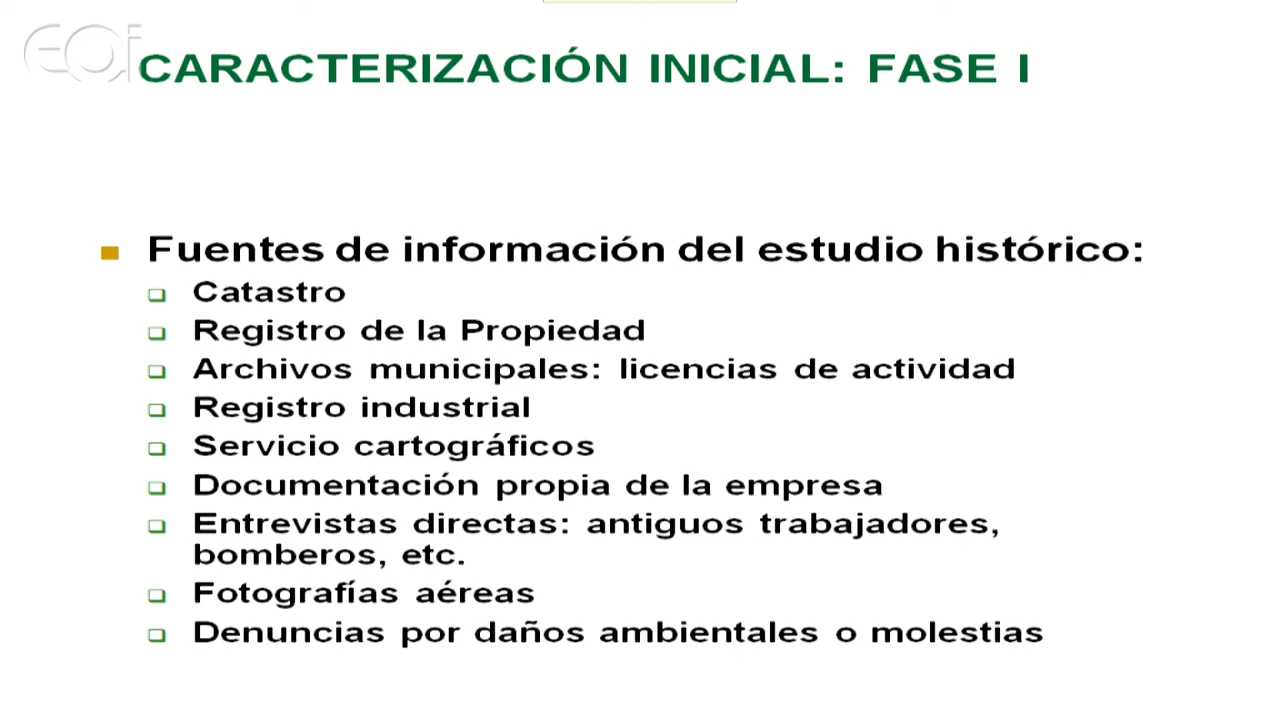 eoi
CARACTERIZACIÓN INICIAL: FASE I
Fuentes de información del estudio histórico:
Catastro
Registro de la Propiedad
Archivos municipales: licencias de actividad
Registro industrial
Servicio cartográficos
Documentación propia de la empresa
Entrevistas directas: antiguos trabajadores,
bomberos, etc.
Fotografías aéreas
Denuncias por daños ambientales o molestias